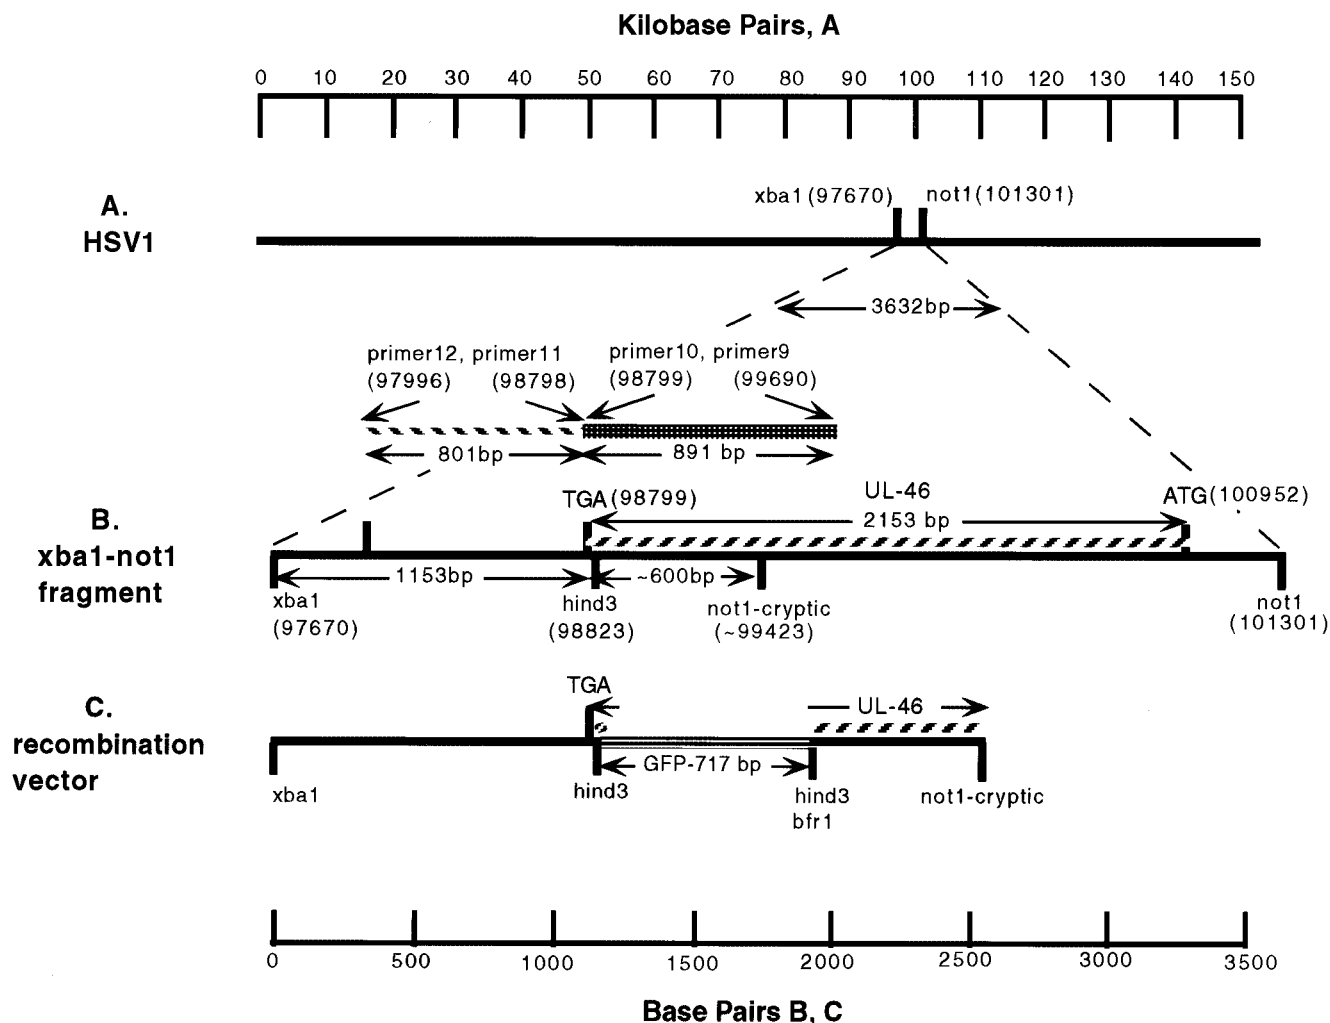 Kilobase Pairs, A
0 10 20 30 40 50 60 70 80 90 100 110 120 130 140 150
A.
HSV1
xba1(97670) not1(101301)
3632bp
primer12, primer11 primer10, primer9
(97996) (98798) (98799) (99690)
801bp 891 bp
B.
xba1-not1
fragment
TGA(98799) UL-46 ATG(100952)
2153 bp
1153bp ~600bp
xba1 hind3 not1-cryptic not1
(97670) (98823) (~99423) (101301)
C.
recombination
vector
TGA UL-46
GFP-717 bp
xba1 hind3 hind3 not1-cryptic
bfr1
0 500 1000 1500 2000 2500 3000 3500
Base Pairs B, C